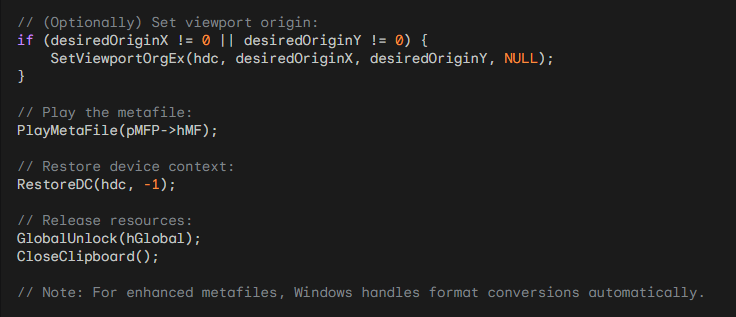 // (Optionally) Set viewport origin:
if (desiredOriginX != 0 || desiredOriginY != 0) {
    SetViewportOrgEx(hdc, desiredOriginX, desiredOriginY, NULL);
}

// Play the metafile:
PlayMetaFile(pMFP->hMF);

// Restore device context:
RestoreDC(hdc, -1);

// Release resources:
GlobalUnlock(hGlobal);
CloseClipboard();

// Note: For enhanced metafiles, Windows handles format conversions automatically.